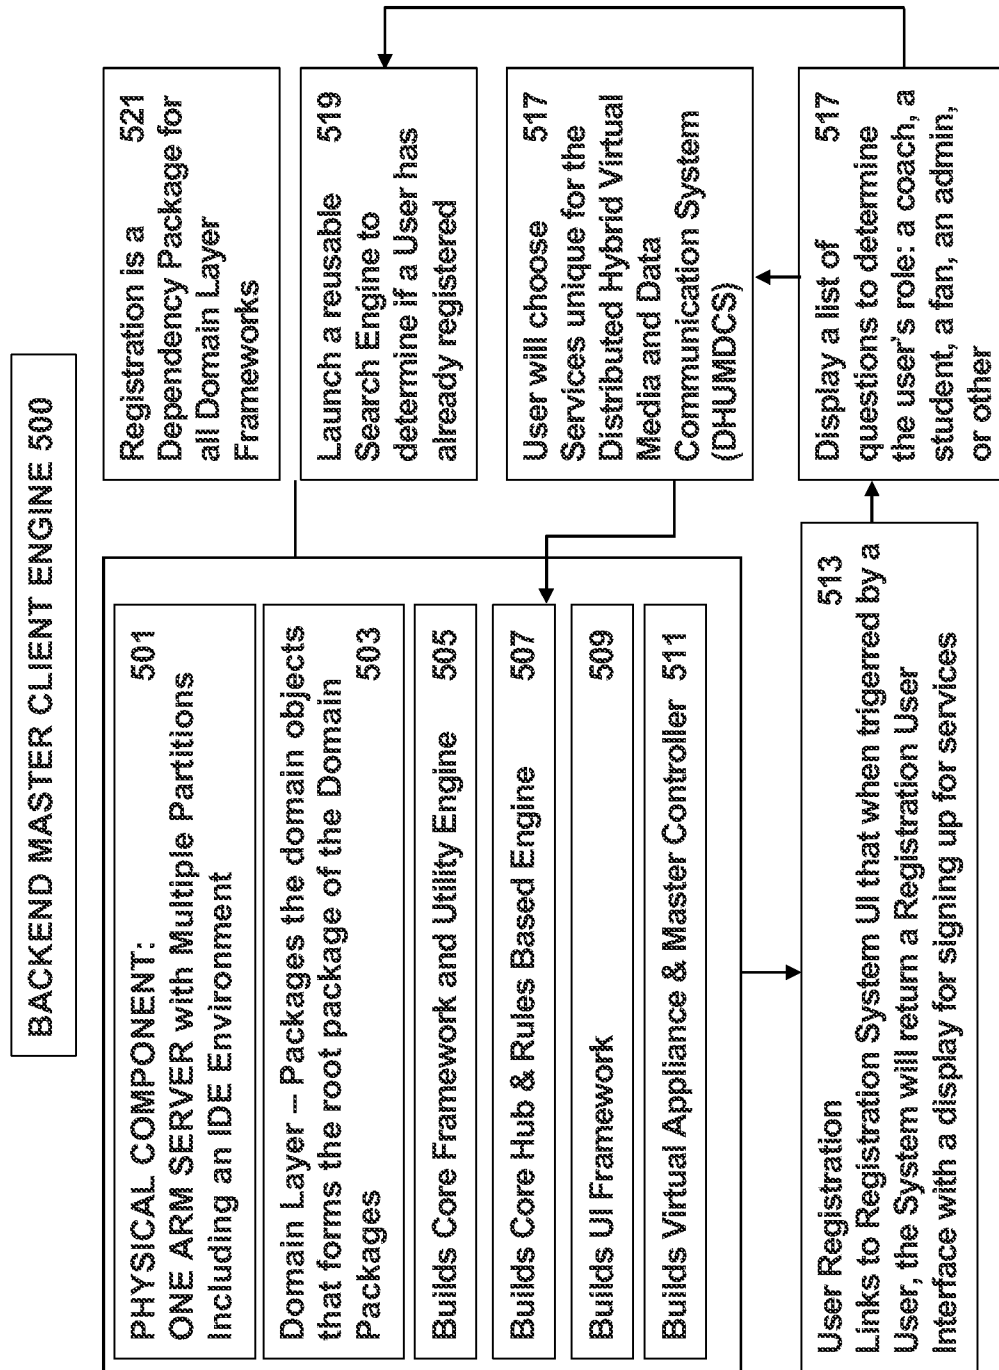 BACKEND MASTER CLIENT ENGINE 500
PHYSICAL COMPONENT: 501
ONE ARM SERVER with Multiple Partitions
Including an IDE Environment
Domain Layer – Packages the domain objects
that forms the root package of the Domain
Packages 503
Builds Core Framework and Utility Engine 505
Builds Core Hub & Rules Based Engine 507
Builds UI Framework 509
Builds Virtual Appliance & Master Controller 511
User Registration 513
Links to Registration System UI that when trigerred by a
User, the System will return a Registration User
Interface with a display for signing up for services
Registration is a 521
Dependency Package for
all Domain Layer
Frameworks
Launch a reusable 519
Search Engine to
determine if a User has
already registered
User will choose 517
Services unique for the
Distributed Hybrid Virtual
Media and Data
Communication System
(DHUMDCS)
Display a list of 517
questions to determine
the user's role: a coach, a
student, a fan, an admin,
or other